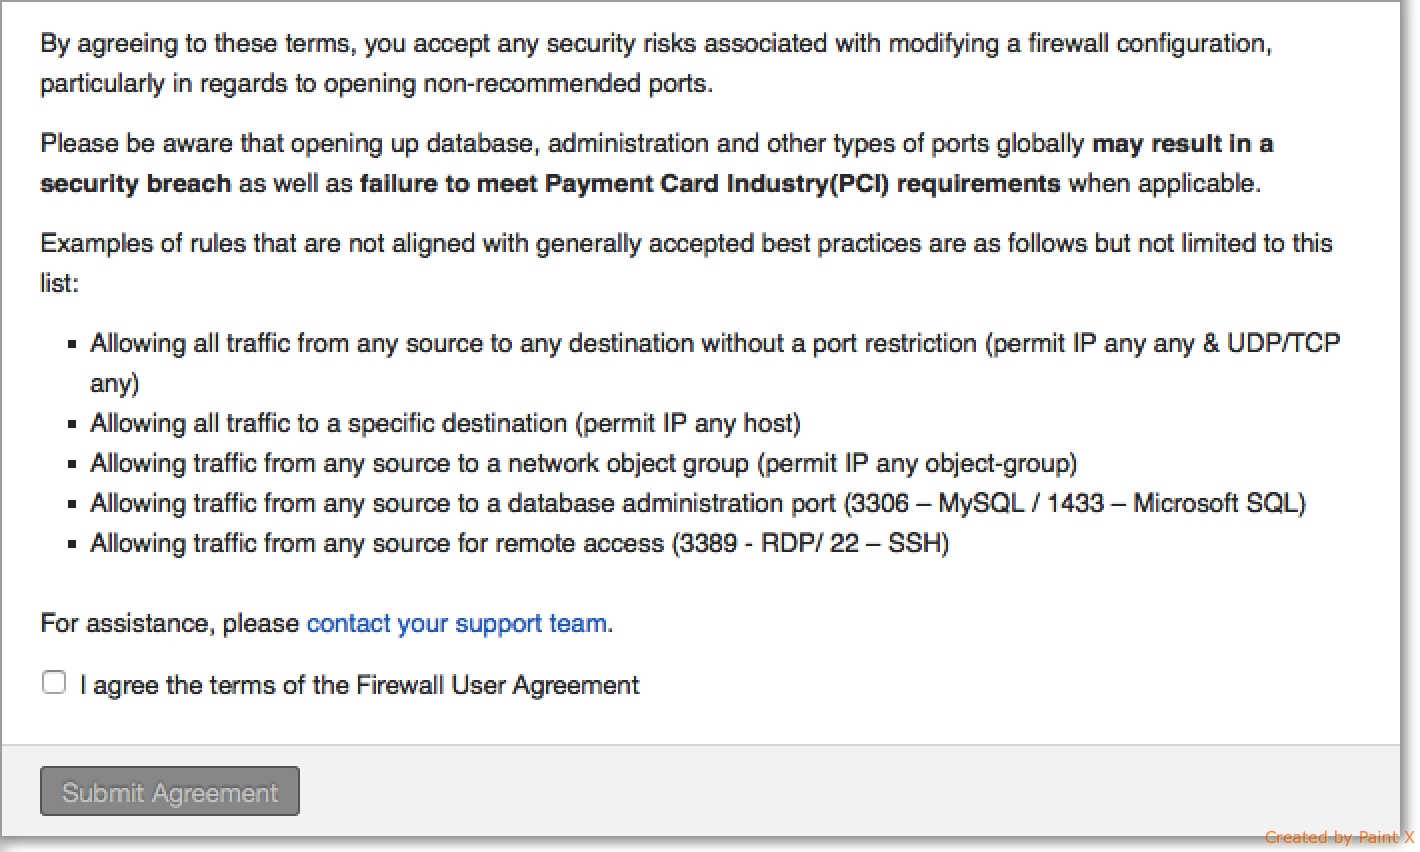 By agreeing to these terms, you accept any security risks associated with modifying a firewall configuration,
particularly in regards to opening non-recommended ports.
Please be aware that opening up database, administration and other types of ports globally may result in a
security breach as well as failure to meet Payment Card Industry(PCI) requirements when applicable.
Examples of rules that are not aligned with generally accepted best practices are as follows but not limited to this
list:
▪ Allowing all traffic from any source to any destination without a port restriction (permit IP any any & UDP/TCP
any)
▪ Allowing all traffic to a specific destination (permit IP any host)
▪ Allowing traffic from any source to a network object group (permit IP any object-group)
▪ Allowing traffic from any source to a database administration port (3306 – MySQL / 1433 – Microsoft SQL)
▪ Allowing traffic from any source for remote access (3389 - RDP/ 22 – SSH)
For assistance, please contact your support team.
I agree the terms of the Firewall User Agreement
Submit Agreement
Created by Paint X